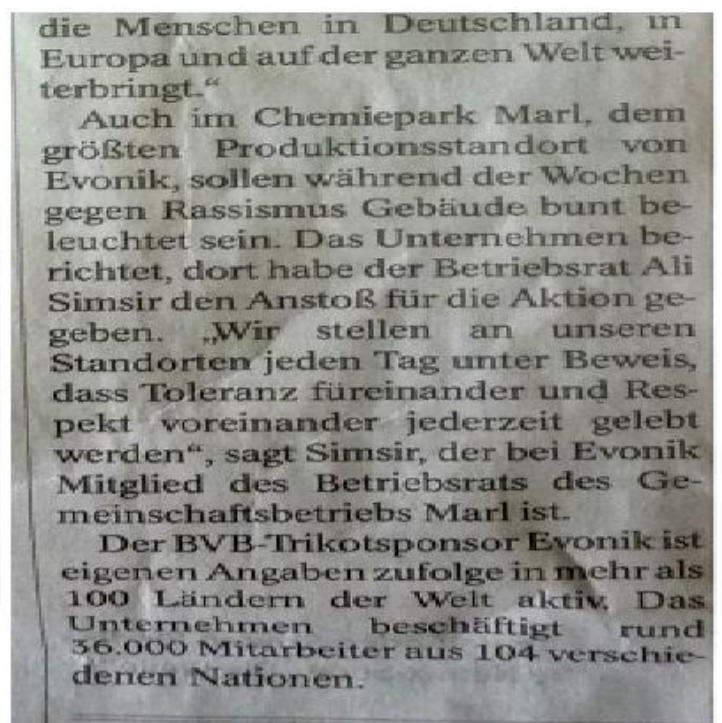 die Menschen in Deutschland, in
Europa und auf der ganzen Welt wei-
terbringt.“
Auch im Chemiepark Marl, dem
größten Produktionsstandort von
Evonik, sollen während der Wochen
gegen Rassismus Gebäude bunt be-
leuchtet sein. Das Unternehmen be-
richtet, dort habe der Betriebsrat Ali
Simsir den Anstoß für die Aktion ge-
geben. „Wir stellen an unseren
Standorten jeden Tag unter Beweis,
dass Toleranz füreinander und Res-
pekt voreinander jederzeit gelebt
werden“, sagt Simsir, der bei Evonik
Mitglied des Betriebsrats des Ge-
meinschaftsbetriebs Marl ist.
Der BVB-Trikotsponsor Evonik ist
eigenen Angaben zufolge in mehr als
100 Ländern der Welt aktiv. Das
Unternehmen beschäftigt rund
36.000 Mitarbeiter aus 104 verschie-
denen Nationen.